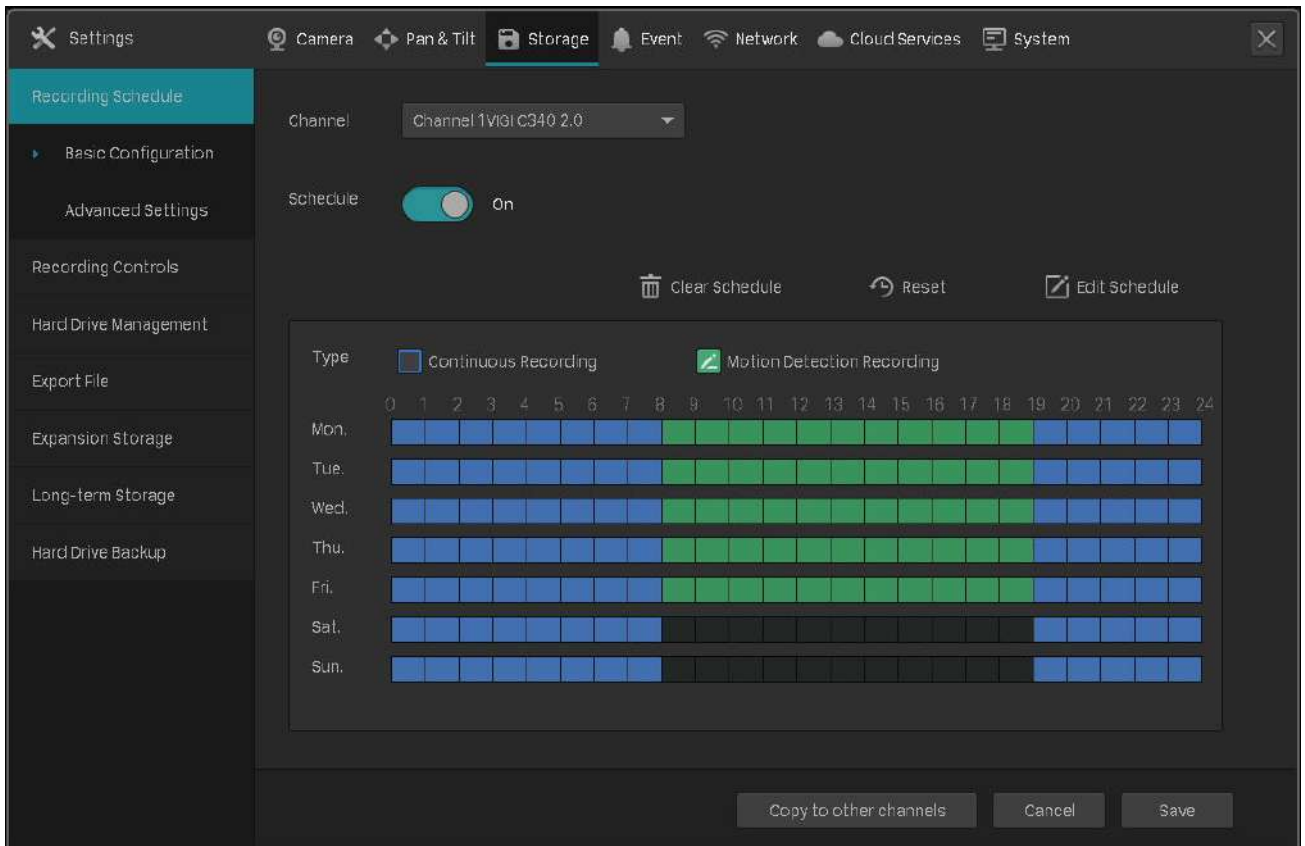 Settings
Camera Pan & Tilt Storage Event Network Cloud Services System
Recording Schedule
Basic Configuration
Advanced Settings
Recording Controls
Hard Drive Management
Export File
Expansion Storage
Long-term Storage
Hard Drive Backup
Channel Channel 1 VIGI C340 2.0
Schedule On
Clear Schedule Reset Edit Schedule
Type Continuous Recording Motion Detection Recording
0 1 2 3 4 5 6 7 8 9 10 11 12 13 14 15 16 17 18 19 20 21 22 23 24
Mon.
Tue.
Wed.
Thu.
Fri.
Sat.
Sun.
Copy to other channels Cancel Save